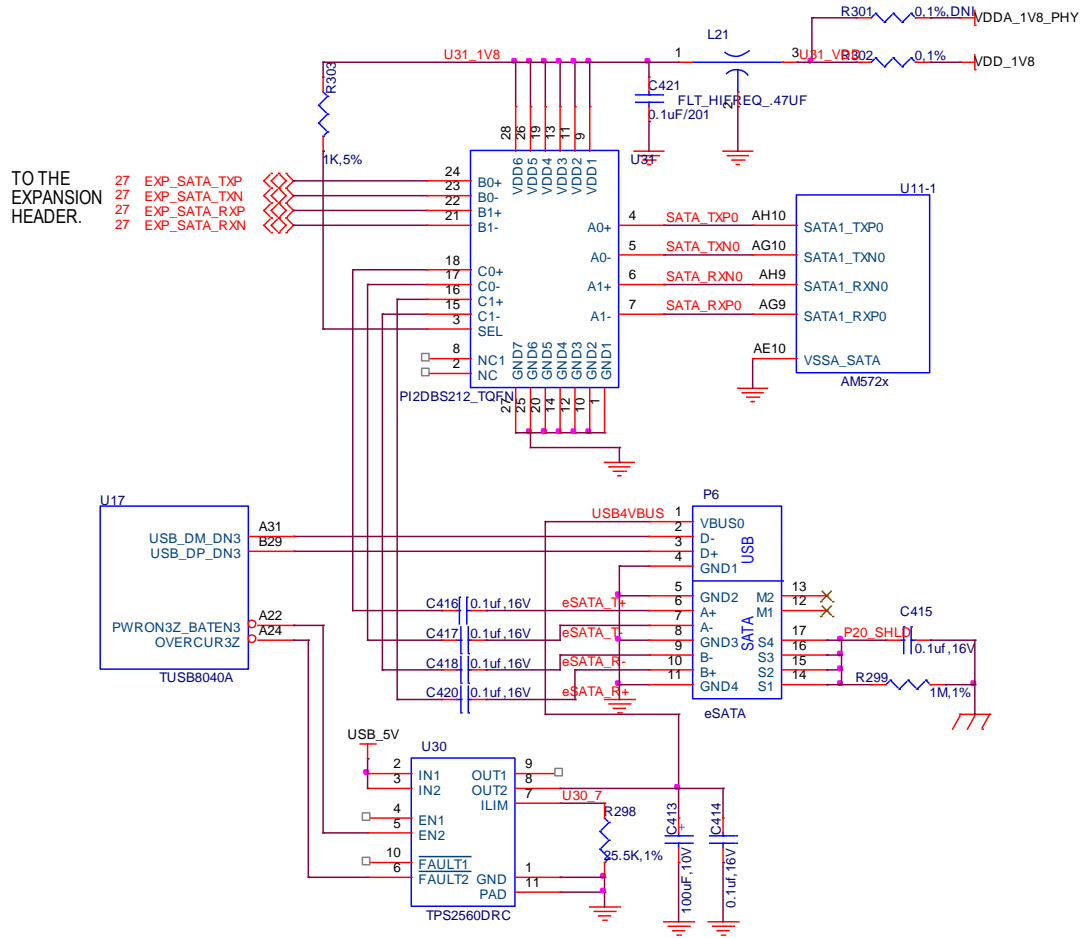 R301 0,1%,DNI VDDA_1V8_PHY
L21
U31_1V8 1 3 U31_VDD R302 0,1% VDD_1V8
R303 C421 FLT_HIFREQ_.47UF 2
0.1uF/201
1K,5%
28 26 19 13 11 9 U31
VDD6 VDD5 VDD4 VDD3 VDD2 VDD1
TO THE
EXPANSION
HEADER.
27 EXP_SATA_TXP 24 B0+
27 EXP_SATA_TXN 23 B0-
27 EXP_SATA_RXP 22 B1+
27 EXP_SATA_RXN 21 B1-
U11-1
A0+ 4 SATA_TXP0 AH10 SATA1_TXP0
A0- 5 SATA_TXN0 AG10 SATA1_TXN0
A1+ 6 SATA_RXN0 AH9 SATA1_RXN0
A1- 7 SATA_RXP0 AG9 SATA1_RXP0
AE10 VSSA_SATA
AM572x
18 C0+
17 C0-
16 C1+
15 C1-
3 SEL
8 NC1
2 NC
GND7 GND6 GND5 GND4 GND3 GND2 GND1
PI2DBS212_TQFN
27 25 20 14 12 10 1
U17
USB_DM_DN3 A31
USB_DP_DN3 B29
PWRON3Z_BATEN3 A22
OVERCUR3Z A24
TUSB8040A
P6
USB4VBUS 1 VBUS0
2 D-
3 D+
4 GND1
USB
5 GND2 M2 13
C416 0.1uf,16V eSATA_T+ 6 A+ M1 12
C417 0.1uf,16V eSATA_T- 7 A-
8 GND3 S4 17
C418 0.1uf,16V eSATA_R- 9 B- S3 16
10 B+ S2 15
C420 0.1uf,16V eSATA_R+ 11 GND4 S1 14
SATA
eSATA
P20_SHLD C415
0.1uf,16V
R299
1M,1%
USB_5V
U30
2 IN1 OUT1 9
3 IN2 OUT2 8
ILIM 7 U30_7
4 EN1
5 EN2
10 FAULT1
6 FAULT2 GND 1
PAD 11
TPS2560DRC
R298
25.5K,1%
C413 +
100uF,10V
C414
0.1uf,16V